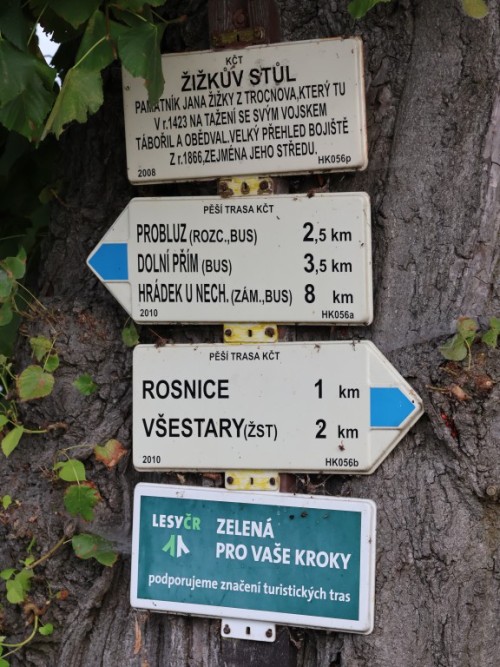 KČT
ŽIŽKŮV STŮL
PAMÁTNÍK JANA ŽIŽKY Z TROCNOVA,KTERÝ TU
V r.1423 NA TAŽENÍ SE SVÝM VOJSKEM
TÁBOŘIL A OBĚDVAL.VELKÝ PŘEHLED BOJIŠTĚ
Z r.1866,ZEJMÉNA JEHO STŘEDU.
2008 HK056p
PĚŠÍ TRASA KČT
PROBLUZ (ROZC.,BUS) 2,5 km
DOLNÍ PŘÍM (BUS) 3,5 km
HRÁDEK U NECH. (ZÁM.,BUS) 8 km
2010 HK056a
PĚŠÍ TRASA KČT
ROSNICE 1 km
VŠESTARY(ŽST) 2 km
2010 HK056b
LESYČR ZELENÁ
PRO VAŠE KROKY
podporujeme značení turistických tras